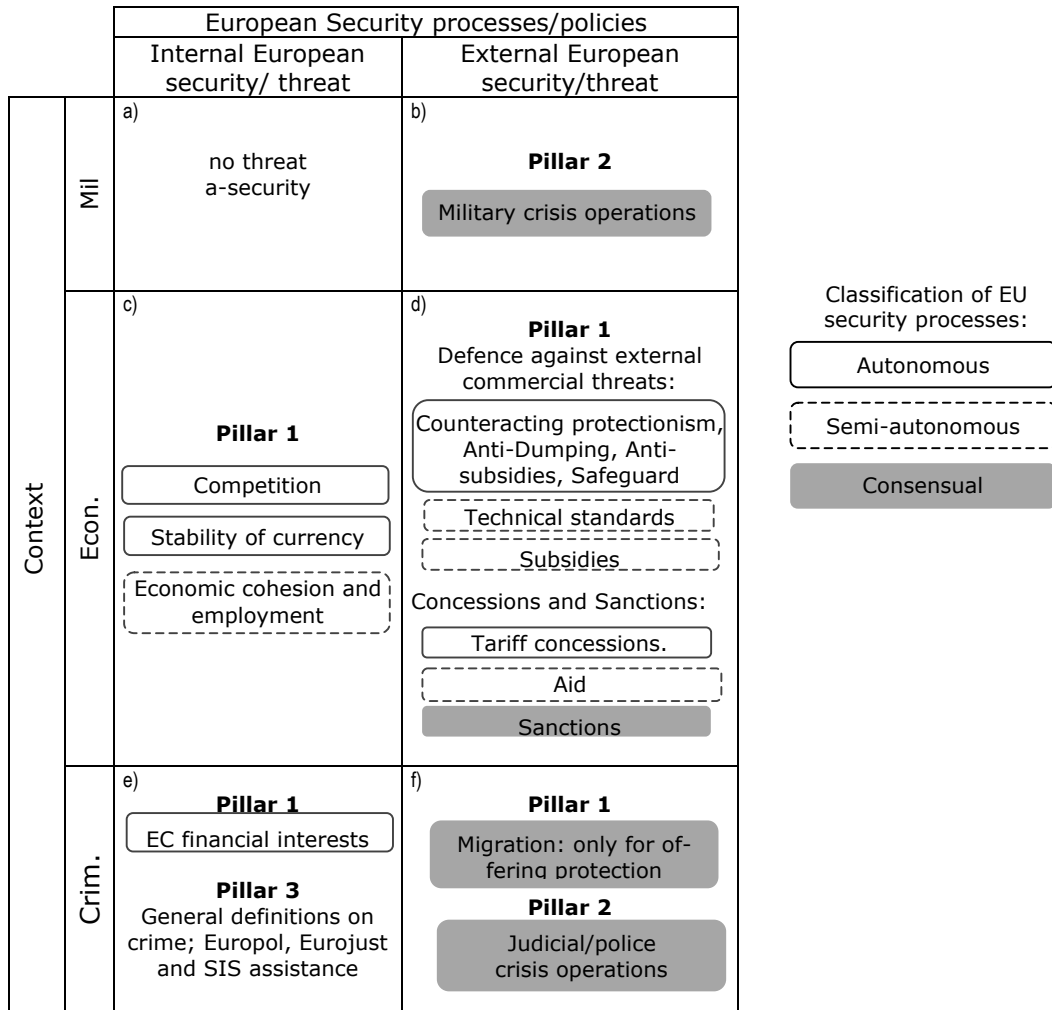 European Security processes/policies
Internal European
security/ threat
External European
security/threat
Context
Mil
a)
no threat
a-security
b)
Pillar 2
Military crisis operations
Econ.
c)
Pillar 1
Competition
Stability of currency
Economic cohesion and
employment
d)
Pillar 1
Defence against external
commercial threats:
Counteracting protectionism,
Anti-Dumping, Anti-
subsidies, Safeguard
Technical standards
Subsidies
Concessions and Sanctions:
Tariff concessions.
Aid
Sanctions
Crim.
e)
Pillar 1
EC financial interests
Pillar 3
General definitions on
crime; Europol, Eurojust
and SIS assistance
f)
Pillar 1
Migration: only for of-
fering protection
Pillar 2
Judicial/police
crisis operations
Classification of EU
security processes:
Autonomous
Semi-autonomous
Consensual